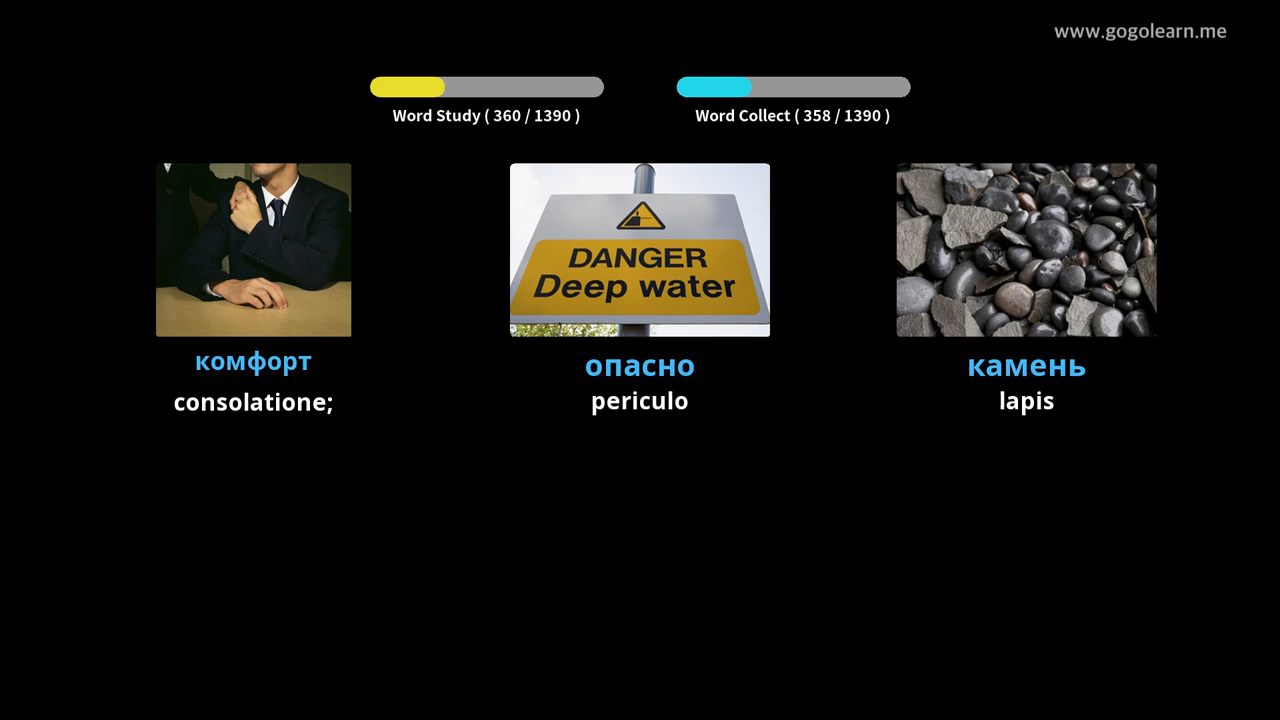 www.gogolearn.me
Word Study ( 360 / 1390 )
Word Collect ( 358 / 1390 )
DANGER
Deep water
комфорт
consolatione;
опасно
periculo
камень
lapis